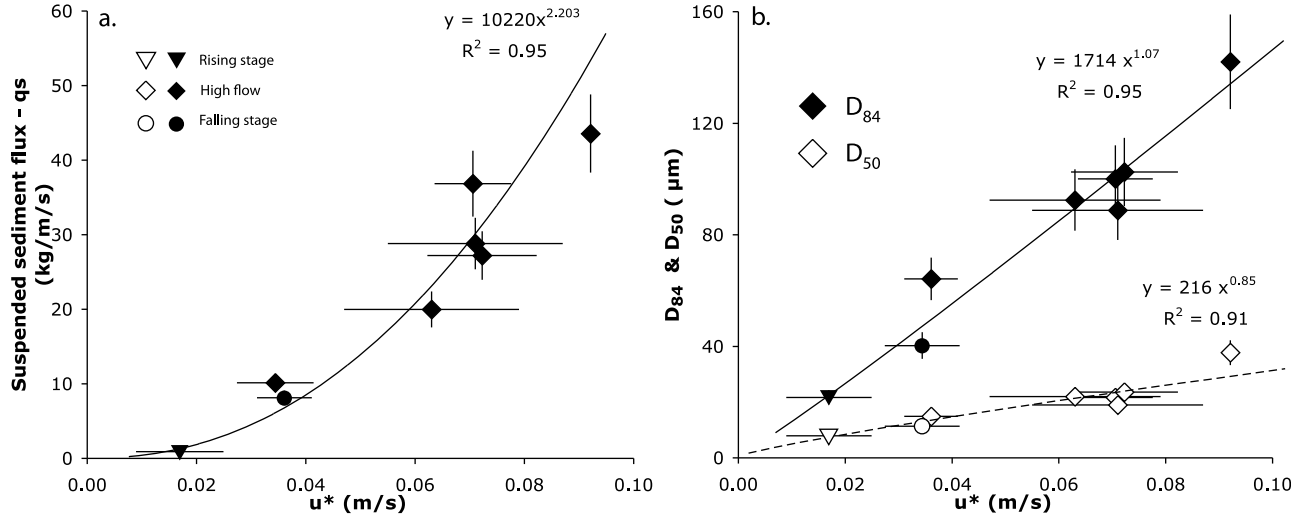 a.
y = 10220x^2.203
R² = 0.95
Rising stage
High flow
Falling stage
Suspended sediment flux - qs
(kg/m/s)
60
50
40
30
20
10
0
0.00 0.02 0.04 0.06 0.08 0.10
u* (m/s)
b.
y = 1714 x^1.07
R² = 0.95
D84
D50
y = 216 x^0.85
R² = 0.91
D84 & D50 ( µm)
160
120
80
40
0
0.00 0.02 0.04 0.06 0.08 0.10
u* (m/s)